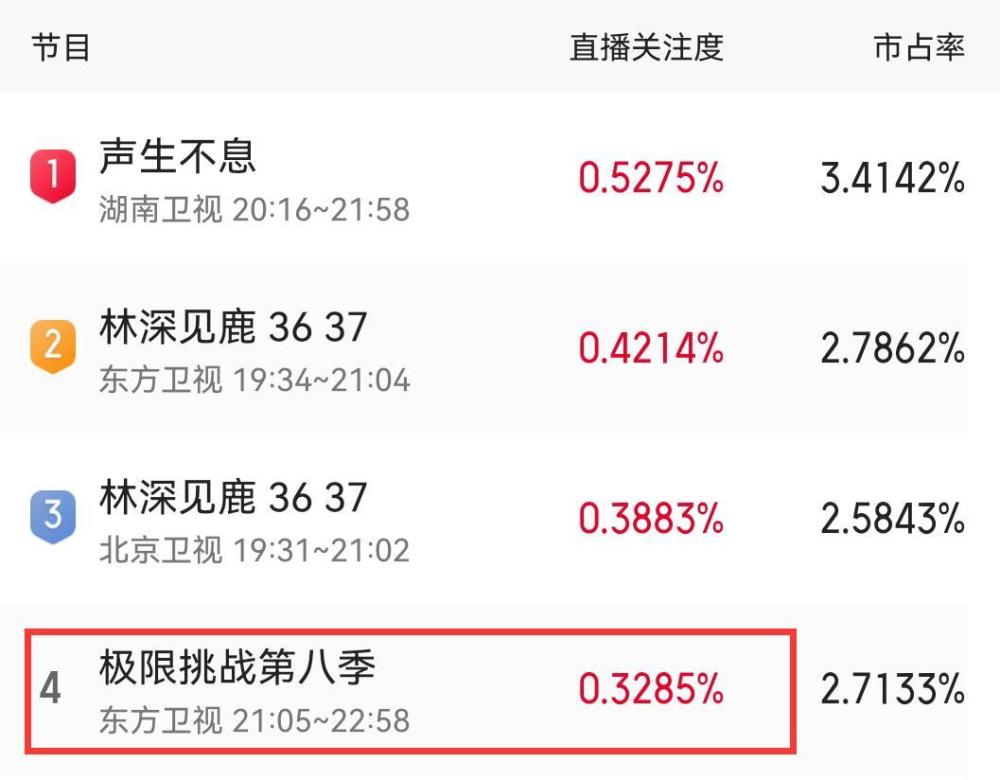 节目 直播关注度 市占率
1 声生不息 0.5275% 3.4142%
湖南卫视 20:16~21:58
2 林深见鹿 36 37 0.4214% 2.7862%
东方卫视 19:34~21:04
3 林深见鹿 36 37 0.3883% 2.5843%
北京卫视 19:31~21:02
4 极限挑战第八季 0.3285% 2.7133%
东方卫视 21:05~22:58